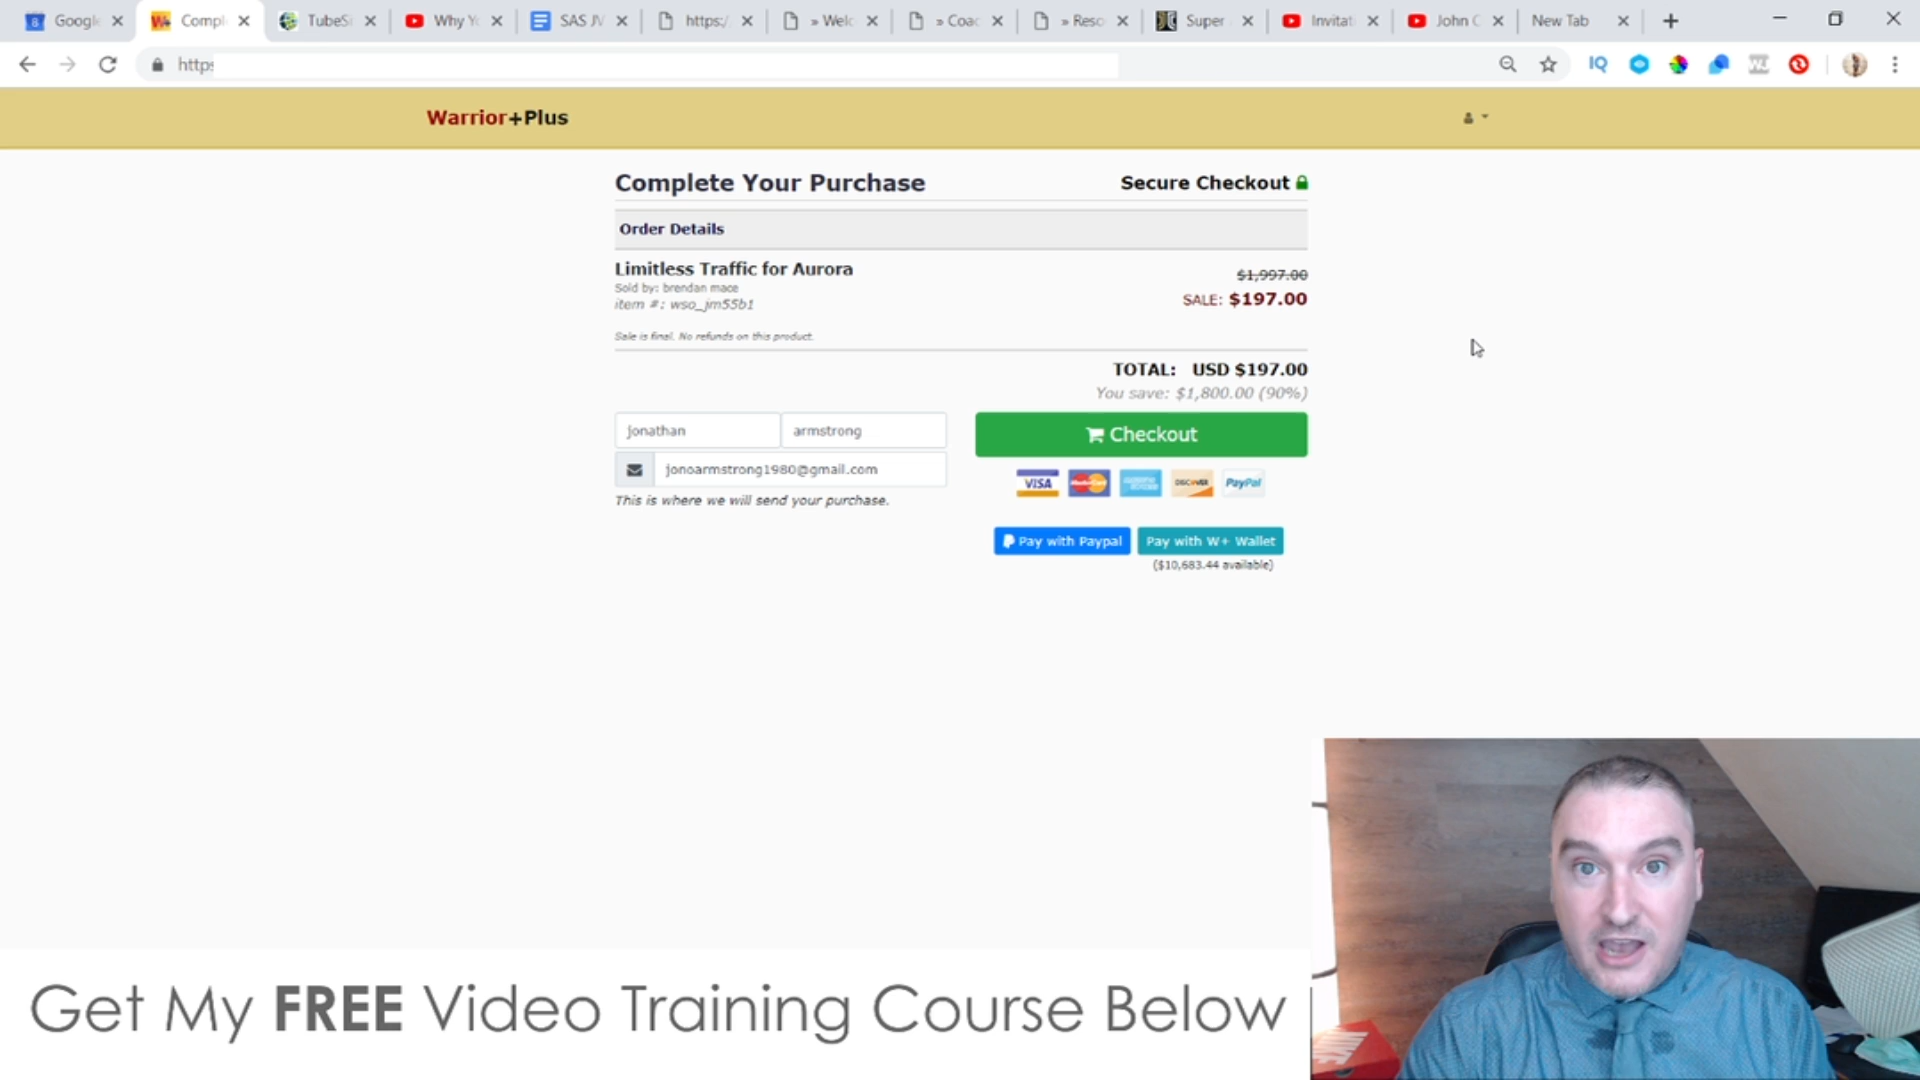 Google
Compl
TubeSi
Why Y
SAS JV
https:/
» Welc
» Coac
» Reso
Super
Invitat
John C
New Tab
https
IQ
Warrior+Plus
Complete Your Purchase
Secure Checkout
Order Details
Limitless Traffic for Aurora
$1,997.00
Sold by: brendan mace
SALE: $197.00
item #: wso_jm55b1
Sale is final. No refunds on this product.
TOTAL: USD $197.00
You save: $1,800.00 (90%)
jonathan
armstrong
Checkout
jonoarmstrong1980@gmail.com
VISA
MasterCard
DISCOVER
PayPal
This is where we will send your purchase.
Pay with Paypal
Pay with W+ Wallet
($10,683.44 available)
Get My FREE Video Training Course Below